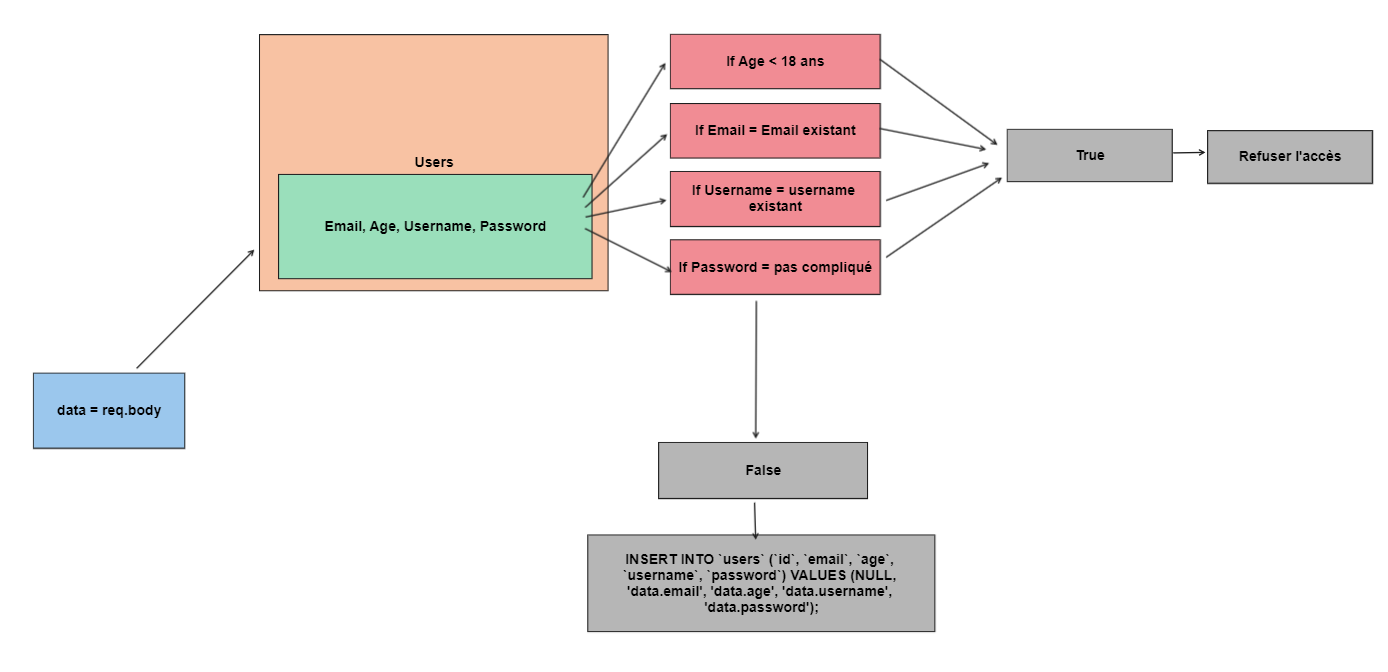 If Age < 18 ans
If Email = Email existant
True
Refuser l'accès
Users
If Username = username
existant
Email, Age, Username, Password
If Password = pas compliqué
data = req.body
False
INSERT INTO `users` (`id`, `email`, `age`,
`username`, `password`) VALUES (NULL,
'data.email', 'data.age', 'data.username',
'data.password');